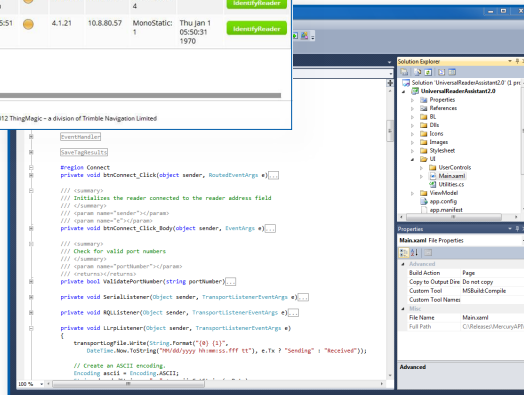 4
IdentifyReader
5:51
4.1.21
10.8.80.57
MonoStatic:
1
Thu Jan 1
05:50:31
1970
IdentifyReader
012 ThingMagic – a division of Trimble Navigation Limited
EventHandler
SaveTagResults
#region Connect
private void btnConnect_Click(object sender, RoutedEventArgs e)...
/// <summary>
/// Initializes the reader connected to the reader address field
/// </summary>
/// <param name="sender"></param>
/// <param name="e"></param>
private void btnConnect_Click_Body(object sender, EventArgs e)...
/// <summary>
/// Check for valid port numbers
/// </summary>
/// <param name="portNumber"></param>
/// <returns></returns>
private bool ValidatePortNumber(string portNumber)...
private void SerialListener(Object sender, TransportListenerEventArgs e)...
private void RQLListener(Object sender, TransportListenerEventArgs e)...
private void LLrpListener(Object sender, TransportListenerEventArgs e)
{
transportLogFile.Write(String.Format("{0} {1}",
DateTime.Now.ToString("MM/dd/yyyy hh:mm:ss.fff tt"), e.Tx ? "Sending" : "Received"));
// Create an ASCII encoding.
Encoding ascii = Encoding.ASCII;
100 %
Solution Explorer
Solution 'UniversalReaderAssistant2.0' (1 pro
UniversalReaderAssistant2.0
Properties
References
BL
Dlls
Icons
Images
Stylesheet
UI
UserControls
Main.xaml
Utilities.cs
ViewModel
app.config
app.manifest
Properties
Main.xaml File Properties
Advanced
Build Action Page
Copy to Output Dire Do not copy
Custom Tool MSBuild:Compile
Custom Tool Names
Misc
File Name Main.xaml
Full Path C:\Releases\MercuryAPI
Advanced